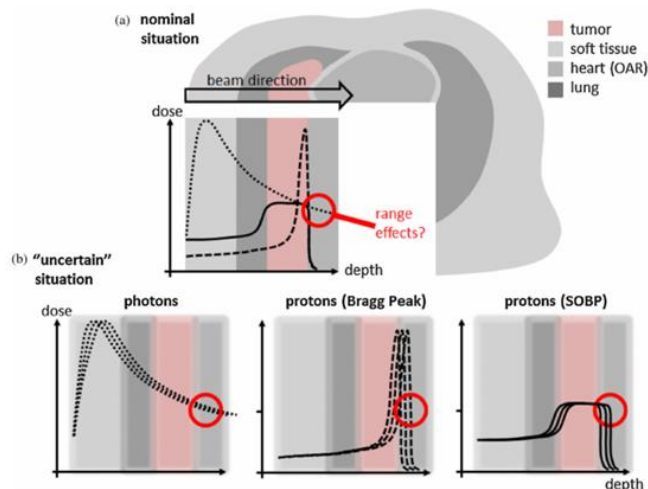 (a) nominal
situation
tumor
soft tissue
heart (OAR)
lung
beam direction
dose
range
effects?
depth
(b) "uncertain"
situation
photons
protons (Bragg Peak)
protons (SOBP)
dose
depth